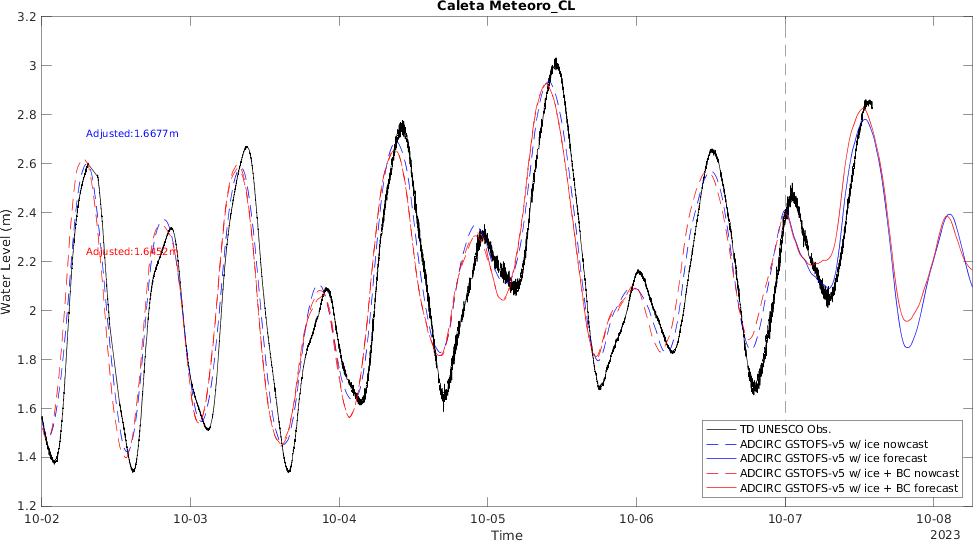 Caleta Meteoro_CL
3.2
3
2.8
2.6
2.4
2.2
2
1.8
1.6
1.4
1.2
Water Level (m)
Adjusted:1.6677m
Adjusted:1.6452m
TD UNESCO Obs.
ADCIRC GSTOFS-v5 w/ ice nowcast
ADCIRC GSTOFS-v5 w/ ice forecast
ADCIRC GSTOFS-v5 w/ ice + BC nowcast
ADCIRC GSTOFS-v5 w/ ice + BC forecast
10-02 10-03 10-04 10-05 10-06 10-07 10-08
Time
2023